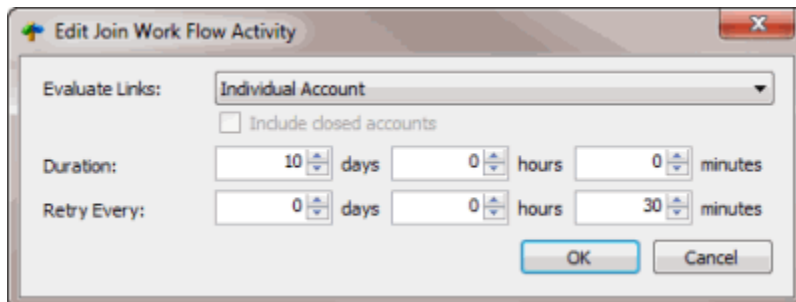 Edit Join Work Flow Activity
Evaluate Links: Individual Account
Include closed accounts
Duration: 10 days 0 hours 0 minutes
Retry Every: 0 days 0 hours 30 minutes
OK Cancel